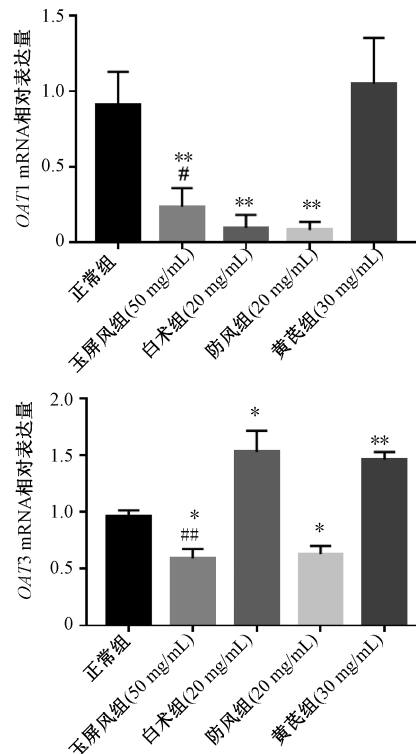 OAT1 mRNA相对表达量
1.5
1.0
0.5
0
**
#
**
**
正常组
玉屏风组(50 mg/mL)
白术组(20 mg/mL)
防风组(20 mg/mL)
黄芪组(30 mg/mL)
OAT3 mRNA相对表达量
2.0
1.5
1.0
0.5
0
*
##
*
*
**
正常组
玉屏风组(50 mg/mL)
白术组(20 mg/mL)
防风组(20 mg/mL)
黄芪组(30 mg/mL)